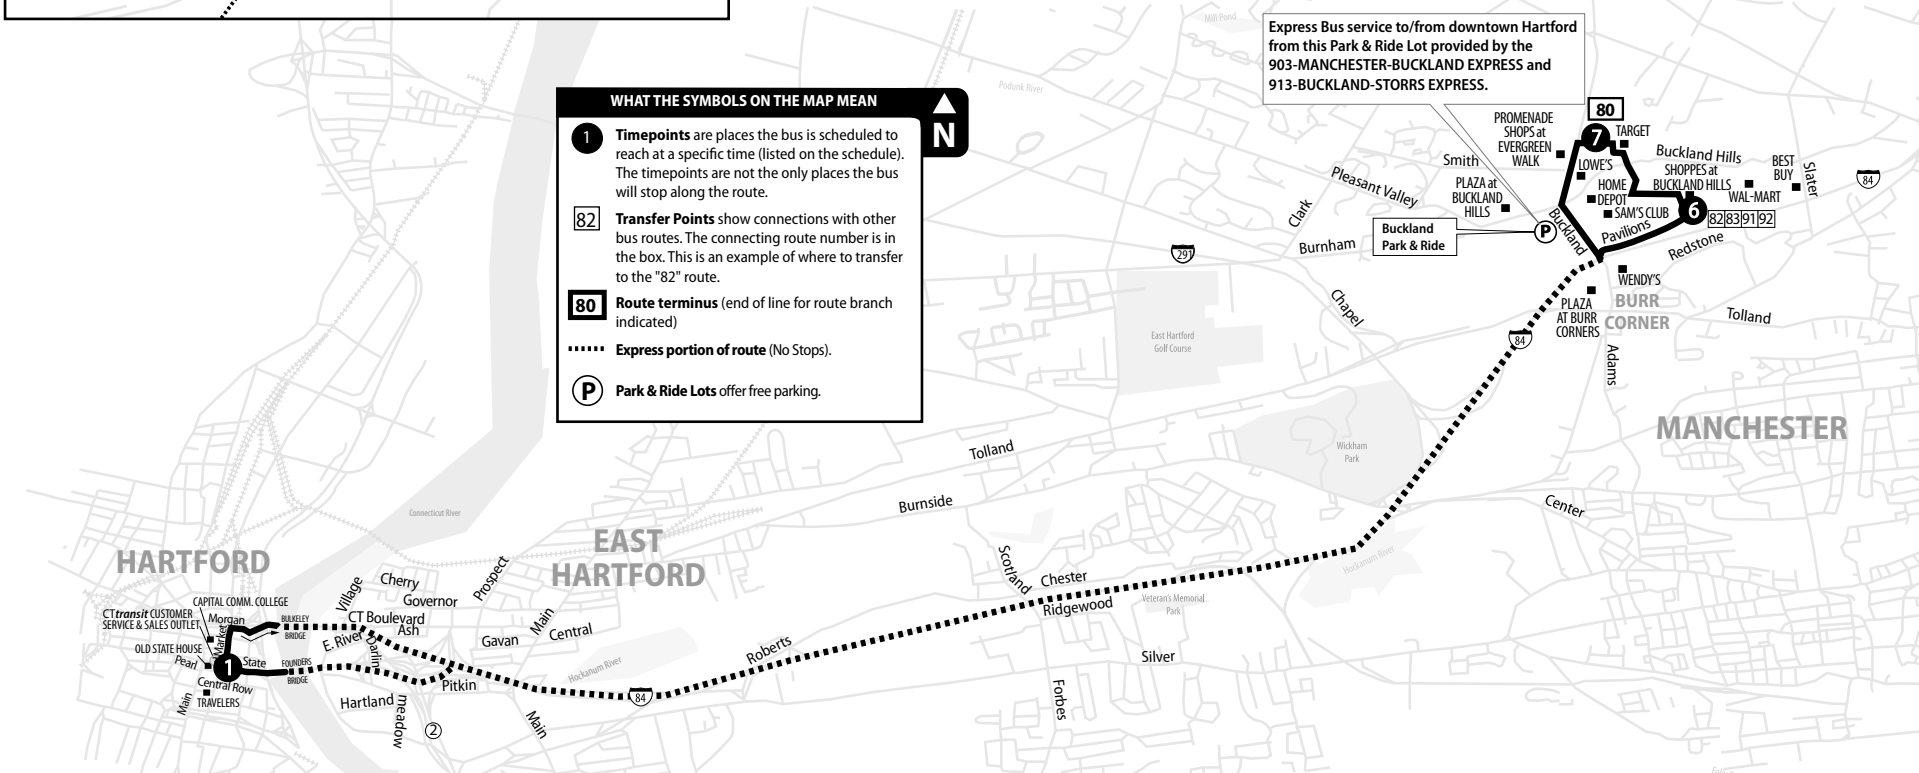 Mill Pond
Express Bus service to/from downtown Hartford
from this Park & Ride Lot provided by the
903-MANCHESTER-BUCKLAND EXPRESS and
913-BUCKLAND-STORRS EXPRESS.
Podunk River
WHAT THE SYMBOLS ON THE MAP MEAN
N
1
Timepoints are places the bus is scheduled to
reach at a specific time (listed on the schedule).
The timepoints are not the only places the bus
will stop along the route.
82
Transfer Points show connections with other
bus routes. The connecting route number is in
the box. This is an example of where to transfer
to the "82" route.
80
Route terminus (end of line for route branch
indicated)
Express portion of route (No Stops).
P
Park & Ride Lots offer free parking.
80
7
TARGET
PROMENADE
SHOPS at
EVERGREEN
WALK
Smith
LOWE'S
Buckland Hills
SHOPPES at
BUCKLAND HILLS
BEST
BUY
Slater
84
WAL-MART
Pleasant Valley
PLAZA at
BUCKLAND
HILLS
HOME
DEPOT
SAM'S CLUB
6
82 83 91 92
Clark
Buckland
Pavilions
Redstone
Buckland
Park & Ride
P
Burnham
291
WENDY'S
BURR
CORNER
PLAZA
AT BURR
CORNERS
Tolland
Chapel
84
Adams
East Hartford
Golf Course
MANCHESTER
Wickham
Park
Tolland
Burnside
Center
Connecticut River
HARTFORD
EAST
HARTFORD
Hockanum River
Scotland
Chester
Ridgewood
Veteran's Memorial
Park
Prospect
Cherry
Village
Governor
CT Boulevard
Ash
CAPITAL COMM. COLLEGE
CTtransit CUSTOMER
SERVICE & SALES OUTLET
Morgan
BULKELEY
BRIDGE
Market
E. River
Darlin
Main
Gavan
Central
OLD STATE HOUSE
Pearl
1
State
FOUNDERS
BRIDGE
Central Row
Main
TRAVELERS
Hartland
meadow
Pitkin
2
Main
Hockanum River
84
Roberts
Silver
Forbes